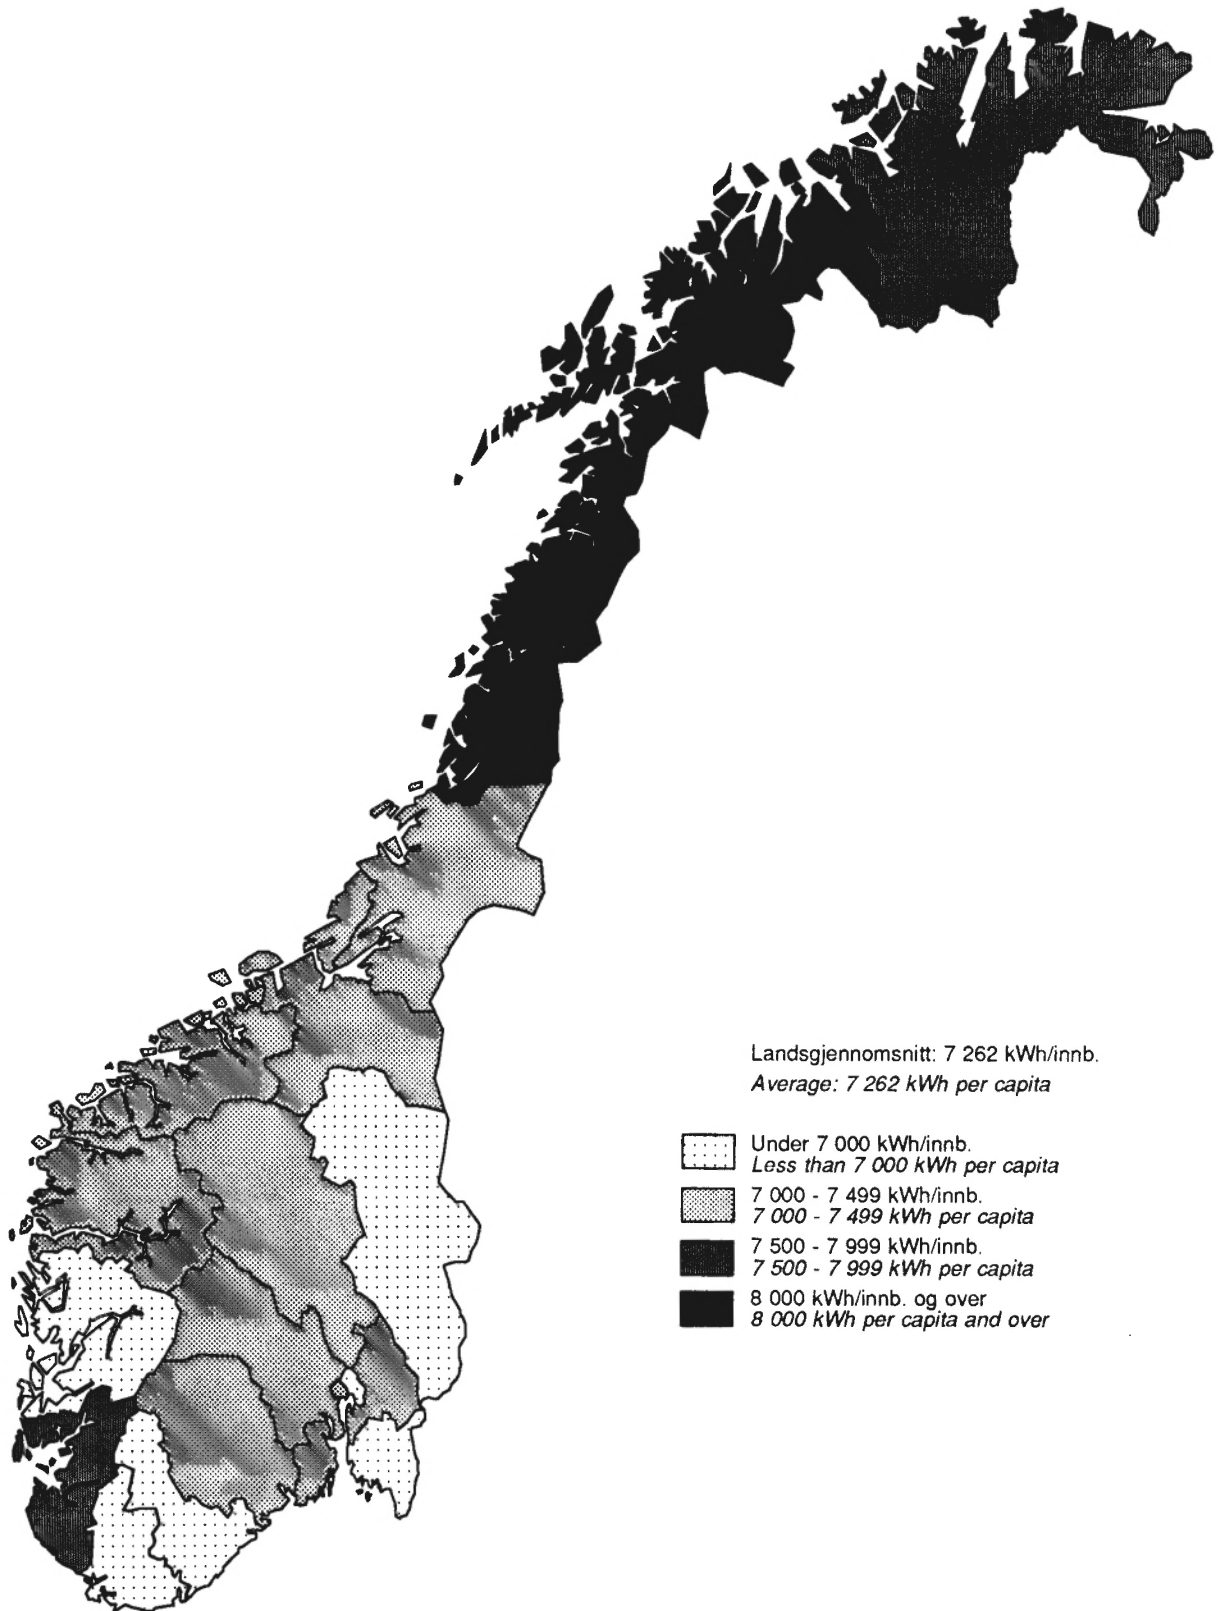 Landsgjennomsnitt: 7 262 kWh/innb.
Average: 7 262 kWh per capita
Under 7 000 kWh/innb.
Less than 7 000 kWh per capita
7 000 - 7 499 kWh/innb.
7 000 - 7 499 kWh per capita
7 500 - 7 999 kWh/innb.
7 500 - 7 999 kWh per capita
8 000 kWh/innb. og over
8 000 kWh per capita and over